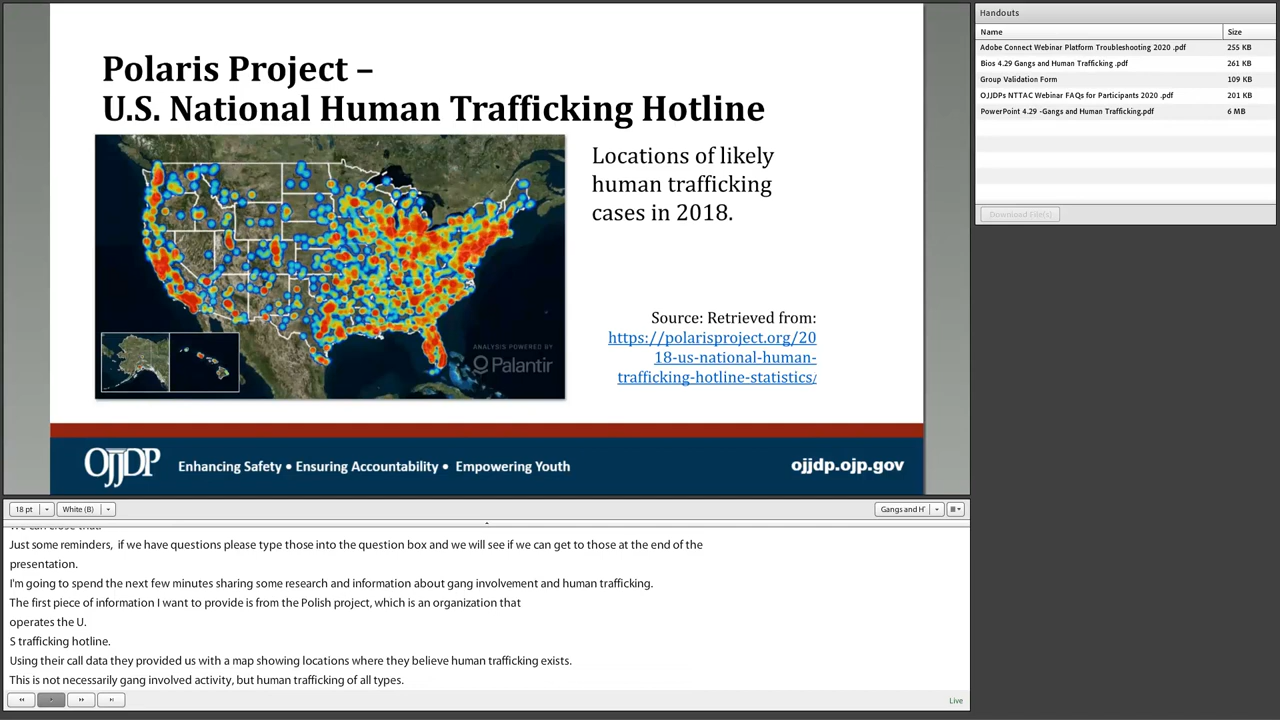 Polaris Project –
U.S. National Human Trafficking Hotline
Locations of likely
human trafficking
cases in 2018.
ANALYSIS POWERED BY
Palantir
Source: Retrieved from:
https://polarisproject.org/20
18-us-national-human-
trafficking-hotline-statistics/
OJJDP
Enhancing Safety • Ensuring Accountability • Empowering Youth
ojjdp.ojp.gov
Handouts
Name Size
Adobe Connect Webinar Platform Troubleshooting 2020 .pdf 255 KB
Bios 4.29 Gangs and Human Trafficking .pdf 261 KB
Group Validation Form 109 KB
OJJDPs NTTAC Webinar FAQs for Participants 2020 .pdf 201 KB
PowerPoint 4.29 -Gangs and Human Trafficking.pdf 6 MB
Download File(s)
18 pt White (B) Gangs and H'
We can close that.
Just some reminders, if we have questions please type those into the question box and we will see if we can get to those at the end of the
presentation.
I'm going to spend the next few minutes sharing some research and information about gang involvement and human trafficking.
The first piece of information I want to provide is from the Polish project, which is an organization that
operates the U.
S trafficking hotline.
Using their call data they provided us with a map showing locations where they believe human trafficking exists.
This is not necessarily gang involved activity, but human trafficking of all types.
Live